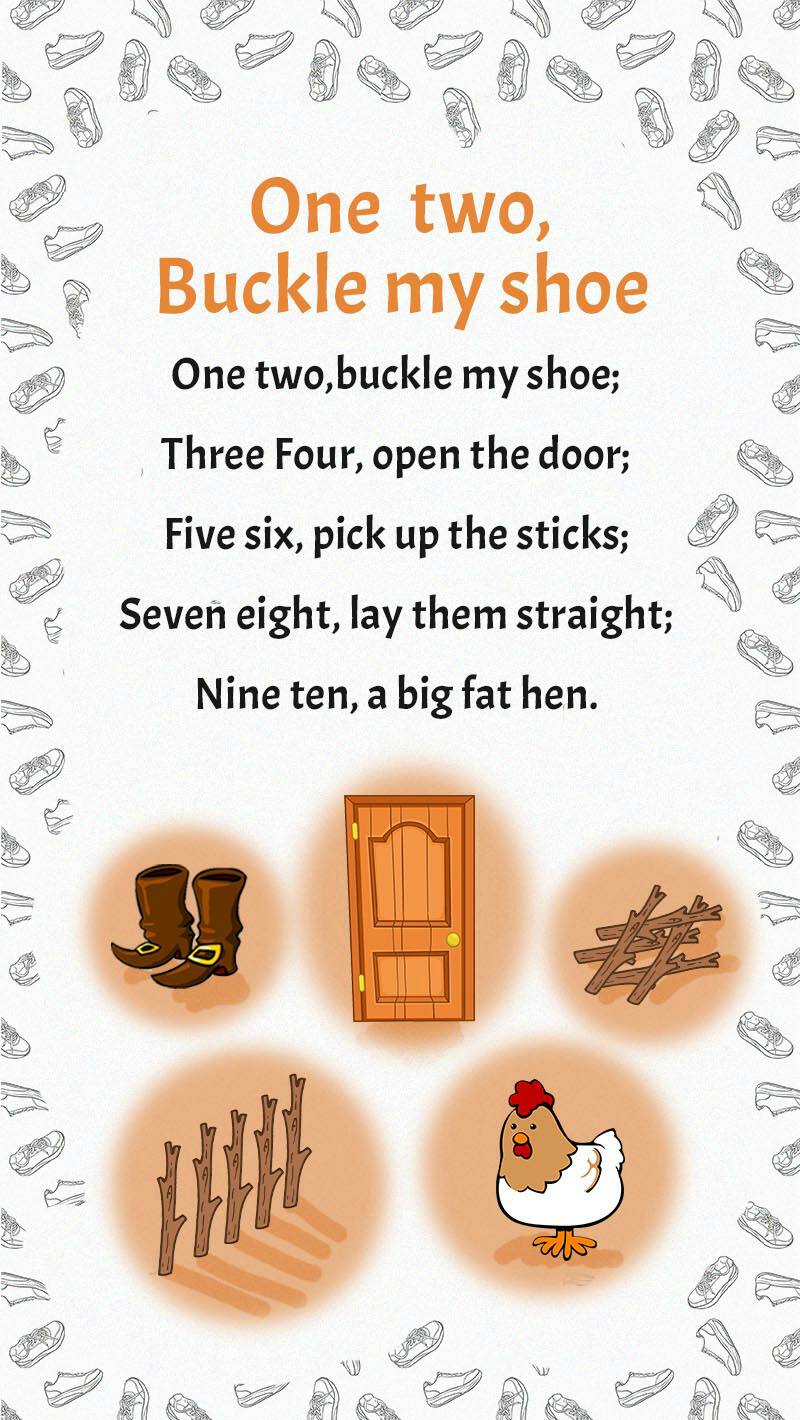 One two,
Buckle my shoe
One two,buckle my shoe;
Three Four, open the door;
Five six, pick up the sticks;
Seven eight, lay them straight;
Nine ten, a big fat hen.